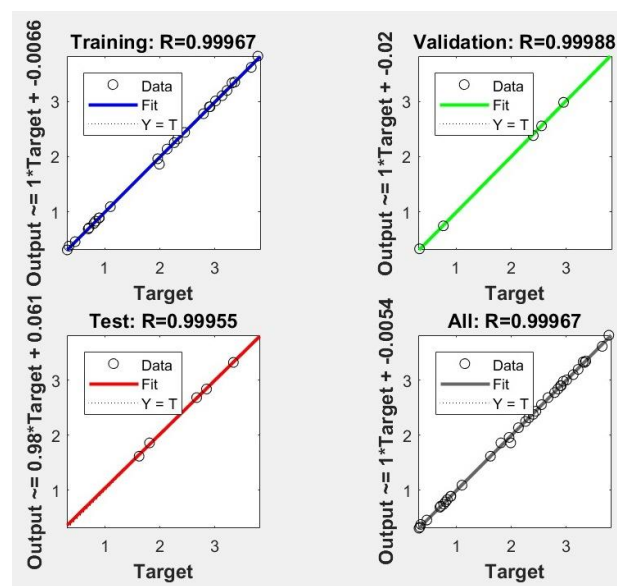 Training: R=0.99967
Output ~= 1*Target + -0.0066
Data
Fit
Y = T
3
2
1
1 2 3
Target
Validation: R=0.99988
Output ~= 1*Target + -0.02
Data
Fit
Y = T
3
2
1
1 2 3
Target
Test: R=0.99955
Output ~= 0.98*Target + 0.061
Data
Fit
Y = T
3
2
1
1 2 3
Target
All: R=0.99967
Output ~= 1*Target + -0.0054
Data
Fit
Y = T
3
2
1
1 2 3
Target